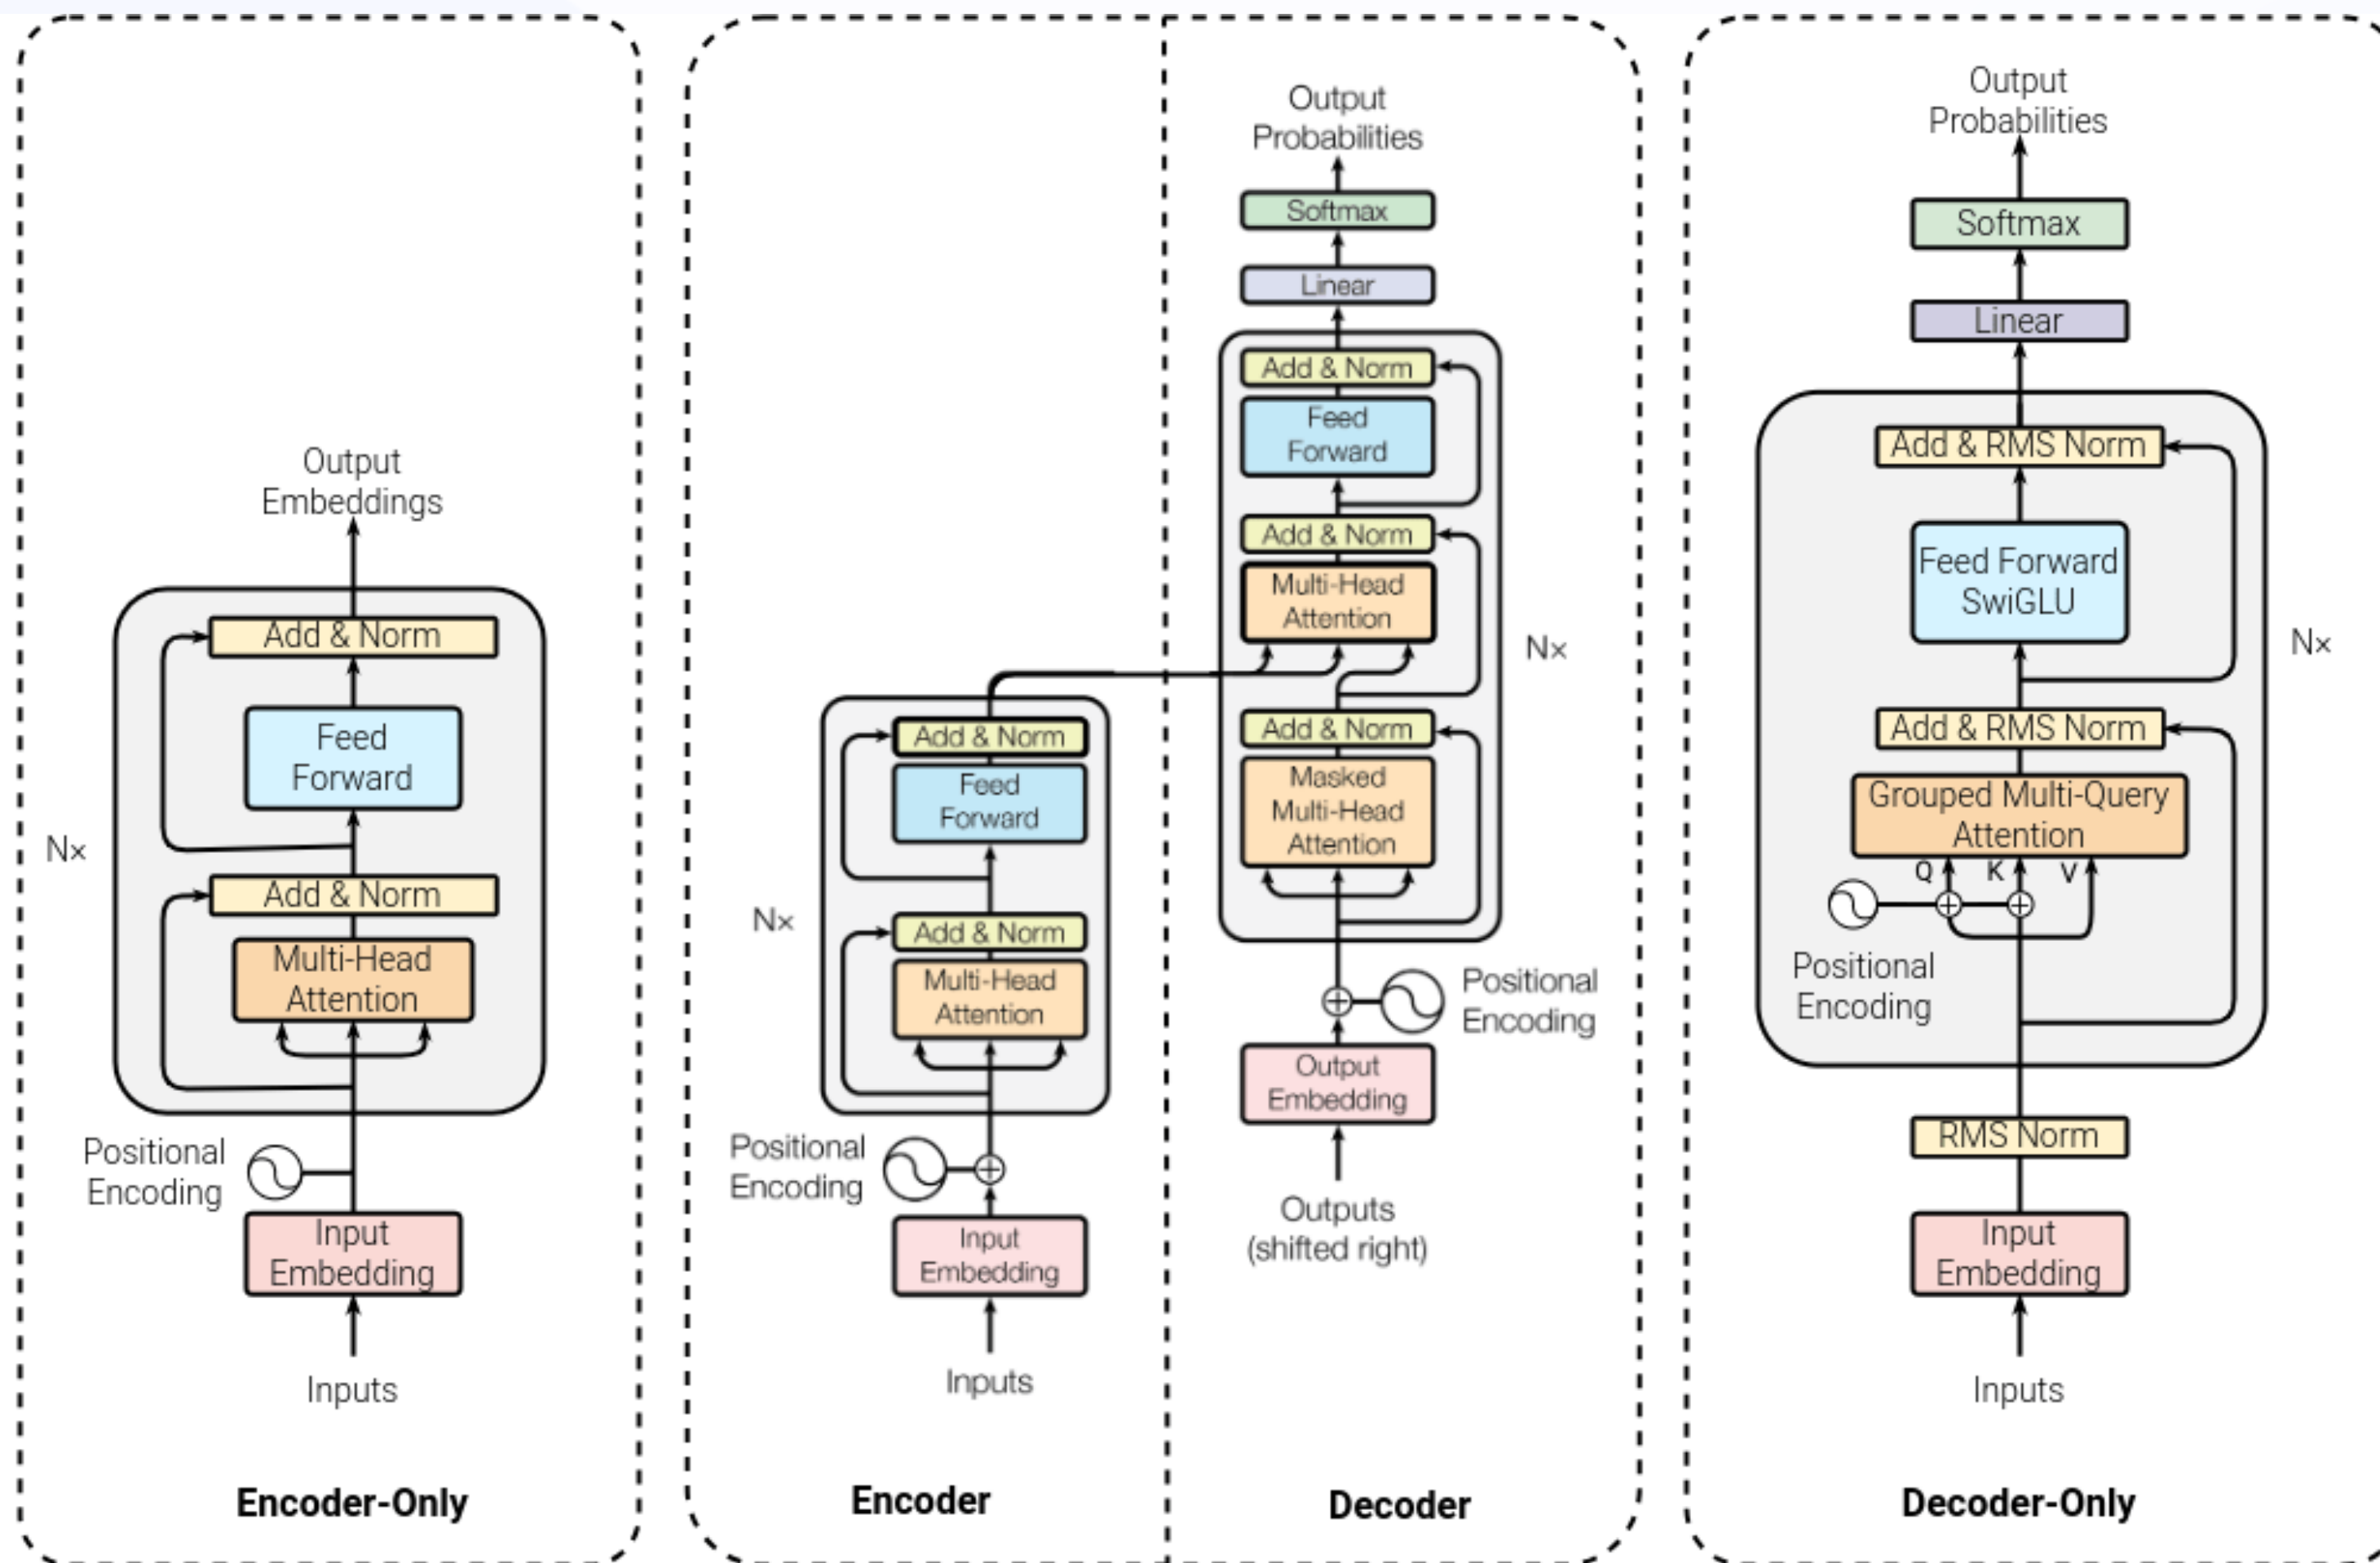 Output
Embeddings
Add & Norm
Feed
Forward
Nx
Add & Norm
Multi-Head
Attention
Positional
Encoding
Input
Embedding
Inputs
Encoder-Only
Add & Norm
Feed
Forward
Nx
Add & Norm
Multi-Head
Attention
Positional
Encoding
Input
Embedding
Inputs
Encoder
Output
Probabilities
Softmax
Linear
Add & Norm
Feed
Forward
Add & Norm
Multi-Head
Attention
Nx
Add & Norm
Masked
Multi-Head
Attention
Positional
Encoding
Output
Embedding
Outputs
(shifted right)
Decoder
Output
Probabilities
Softmax
Linear
Add & RMS Norm
Feed Forward
SwiGLU
Nx
Add & RMS Norm
Grouped Multi-Query
Attention
Q K V
Positional
Encoding
RMS Norm
Input
Embedding
Inputs
Decoder-Only